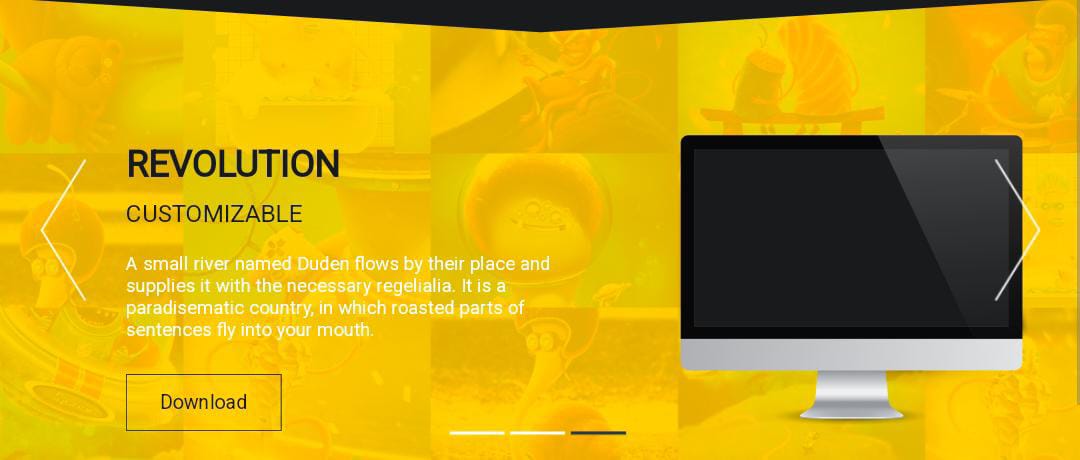 REVOLUTION
CUSTOMIZABLE
A small river named Duden flows by their place and
supplies it with the necessary regelialia. It is a
paradisematic country, in which roasted parts of
sentences fly into your mouth.
Download